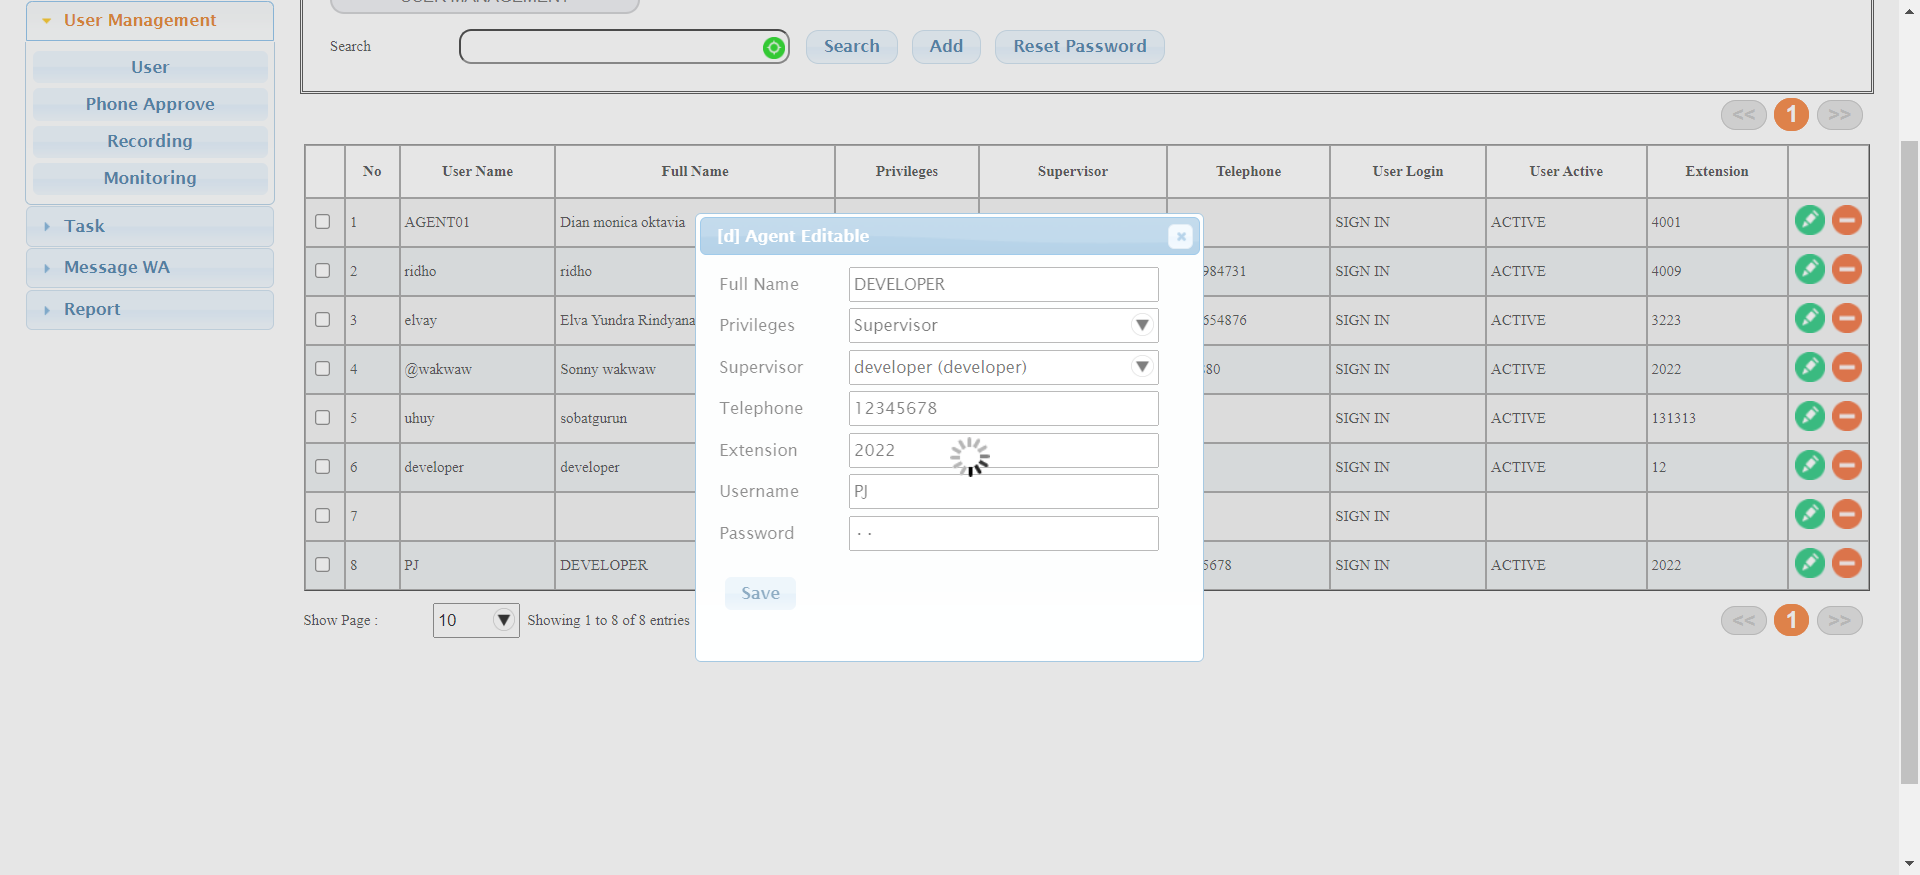 User Management
User
Phone Approve
Recording
Monitoring
Task
Message WA
Report
USER MANAGEMENT
Search
Search Add Reset Password
<< 1 >>
No User Name Full Name Privileges Supervisor Telephone User Login User Active Extension
1 AGENT01 Dian monica oktavia SIGN IN ACTIVE 4001
2 ridho ridho 984731 SIGN IN ACTIVE 4009
3 elvay Elva Yundra Rindyana 654876 SIGN IN ACTIVE 3223
4 @wakwaw Sonny wakwaw 80 SIGN IN ACTIVE 2022
5 uhuy sobatgurun SIGN IN ACTIVE 131313
6 developer developer SIGN IN ACTIVE 12
7 SIGN IN
8 PJ DEVELOPER 5678 SIGN IN ACTIVE 2022
Show Page : 10 Showing 1 to 8 of 8 entries
<< 1 >>
[d] Agent Editable
Full Name DEVELOPER
Privileges Supervisor
Supervisor developer (developer)
Telephone 12345678
Extension 2022
Username PJ
Password
Save